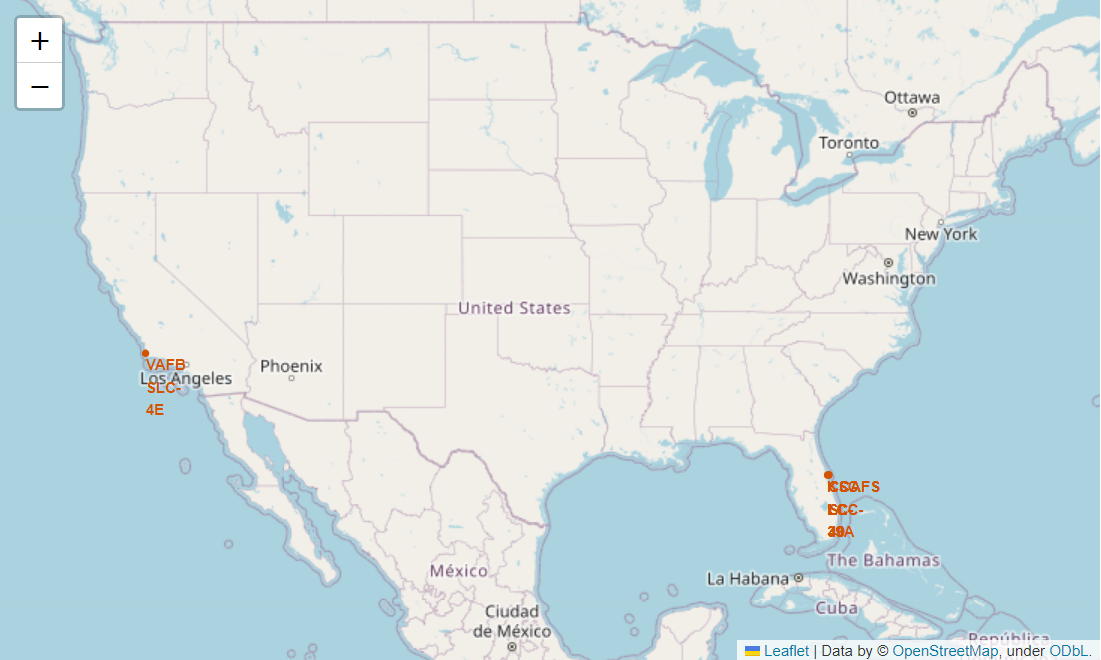 +
−
Ottawa
Toronto
New York
Washington
United States
Phoenix
VAFB
Los Angeles
SLC-
4E
The Bahamas
La Habana
México
Cuba
Ciudad
de México
República
Leaflet | Data by © OpenStreetMap, under ODbL.